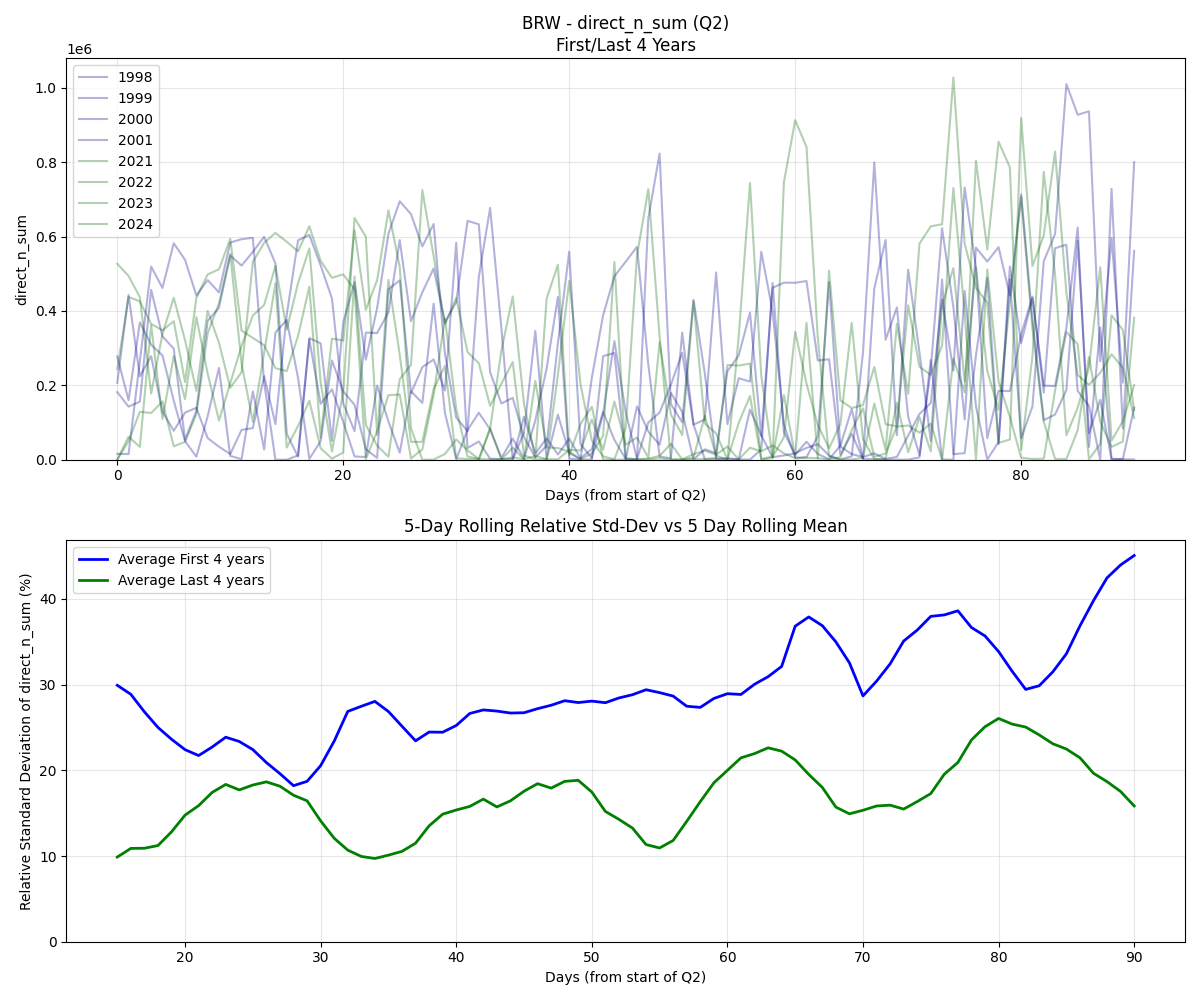 BRW - direct_n_sum (Q2)
First/Last 4 Years
1e6
1998
1999
2000
2001
2021
2022
2023
2024
1.0
0.8
0.6
0.4
0.2
0.0
direct_n_sum
0 20 40 60 80
Days (from start of Q2)
5-Day Rolling Relative Std-Dev vs 5 Day Rolling Mean
Average First 4 years
Average Last 4 years
40
30
20
10
0
Relative Standard Deviation of direct_n_sum (%)
20 30 40 50 60 70 80 90
Days (from start of Q2)